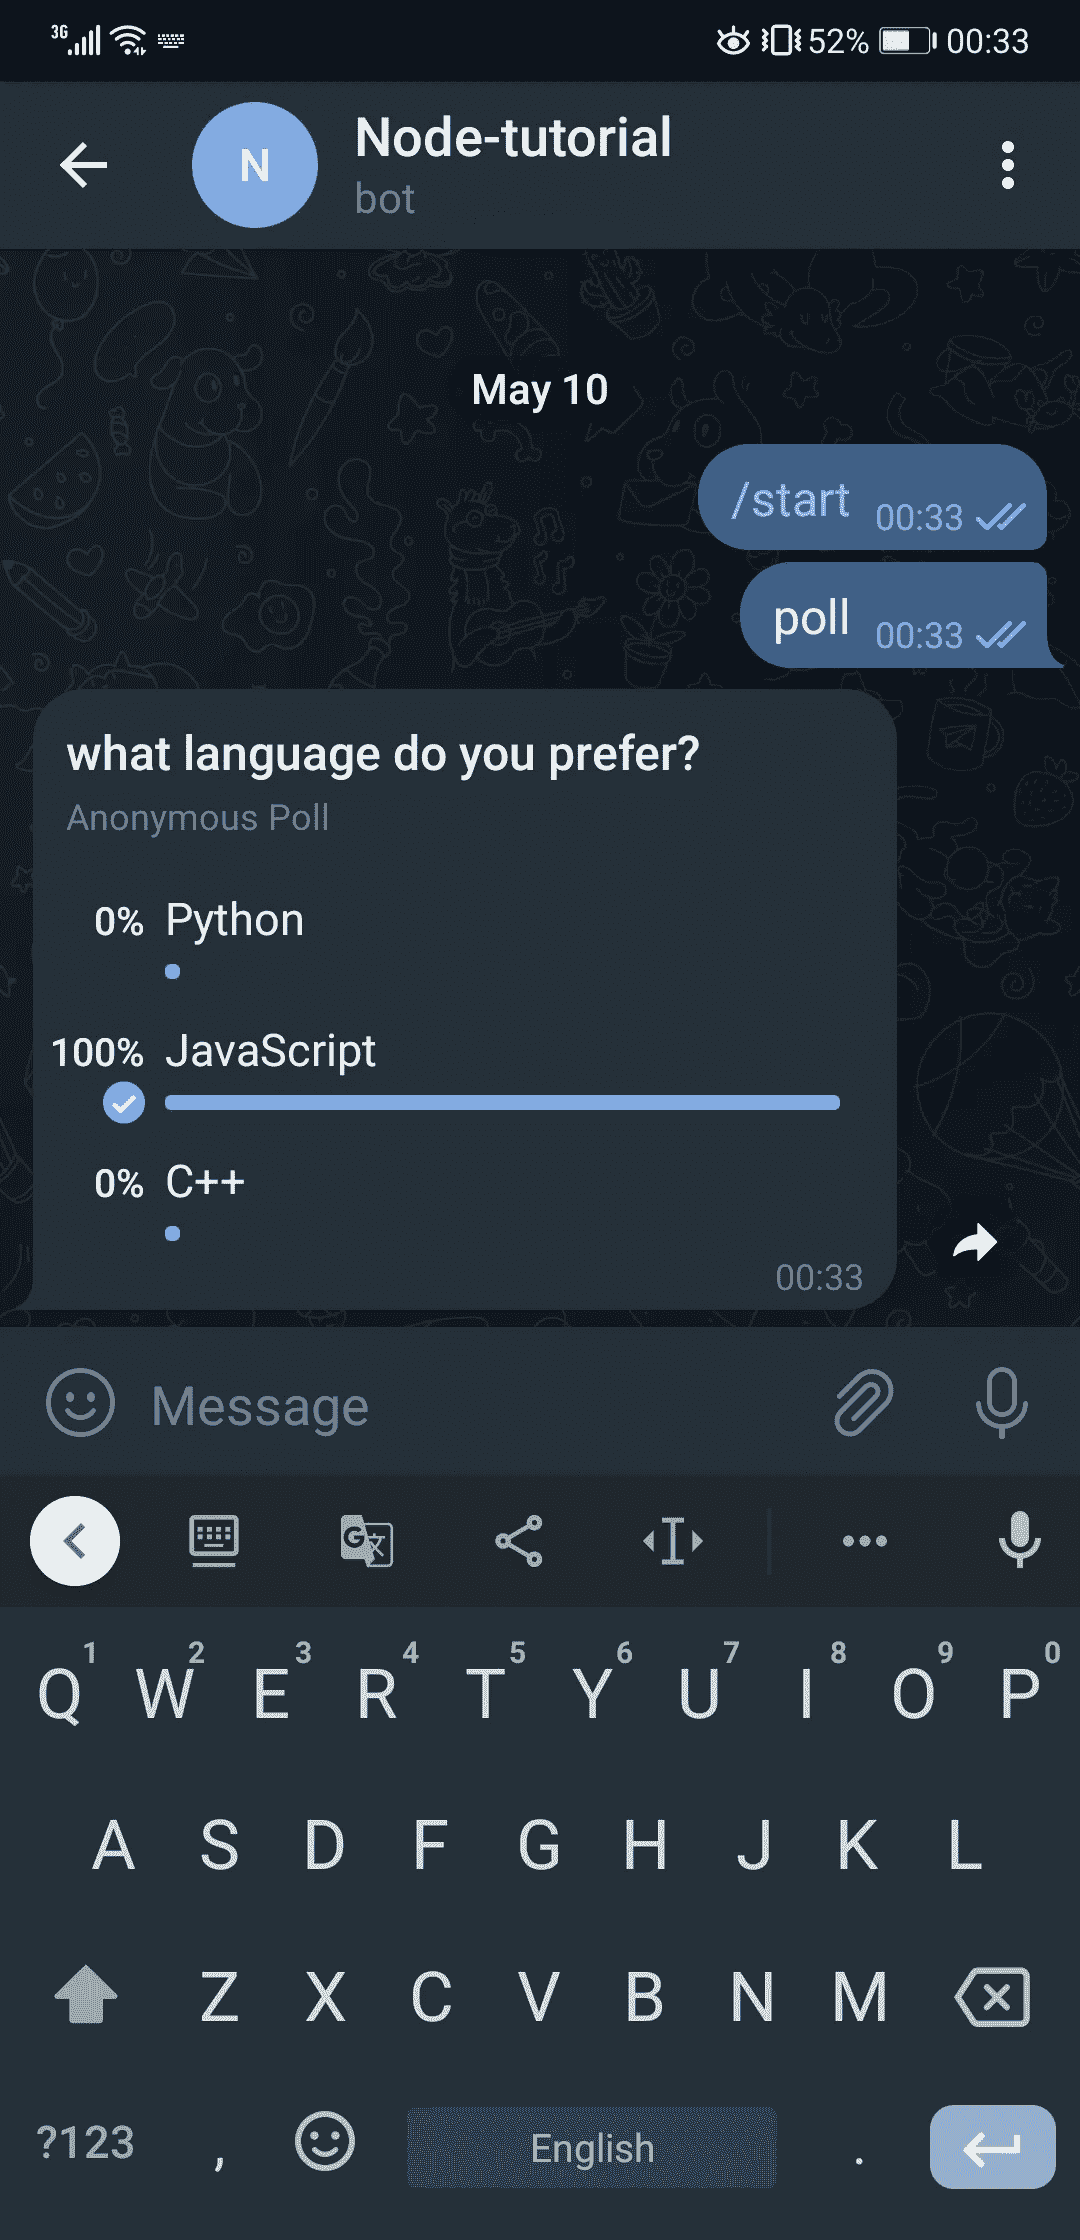 3G 52% 00:33
N Node-tutorial
bot
May 10
/start 00:33
poll 00:33
what language do you prefer?
Anonymous Poll
0% Python
100% JavaScript
0% C++
00:33
Message
G 文
1 2 3 4 5 6 7 8 9 0
Q W E R T Y U I O P
A S D F G H J K L
Z X C V B N M
?123 , English .